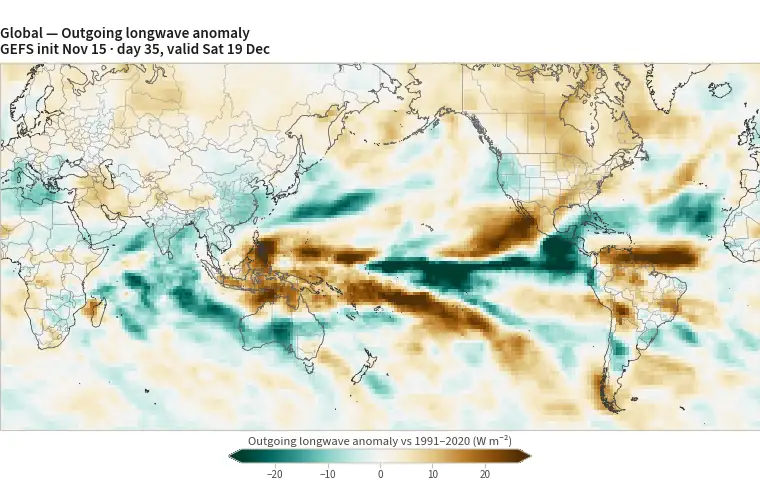 Global — Outgoing longwave anomaly
GEFS init Nov 15 · day 35, valid Sat 19 Dec
Outgoing longwave anomaly vs 1991–2020 (W m⁻²)
−20 −10 0 10 20